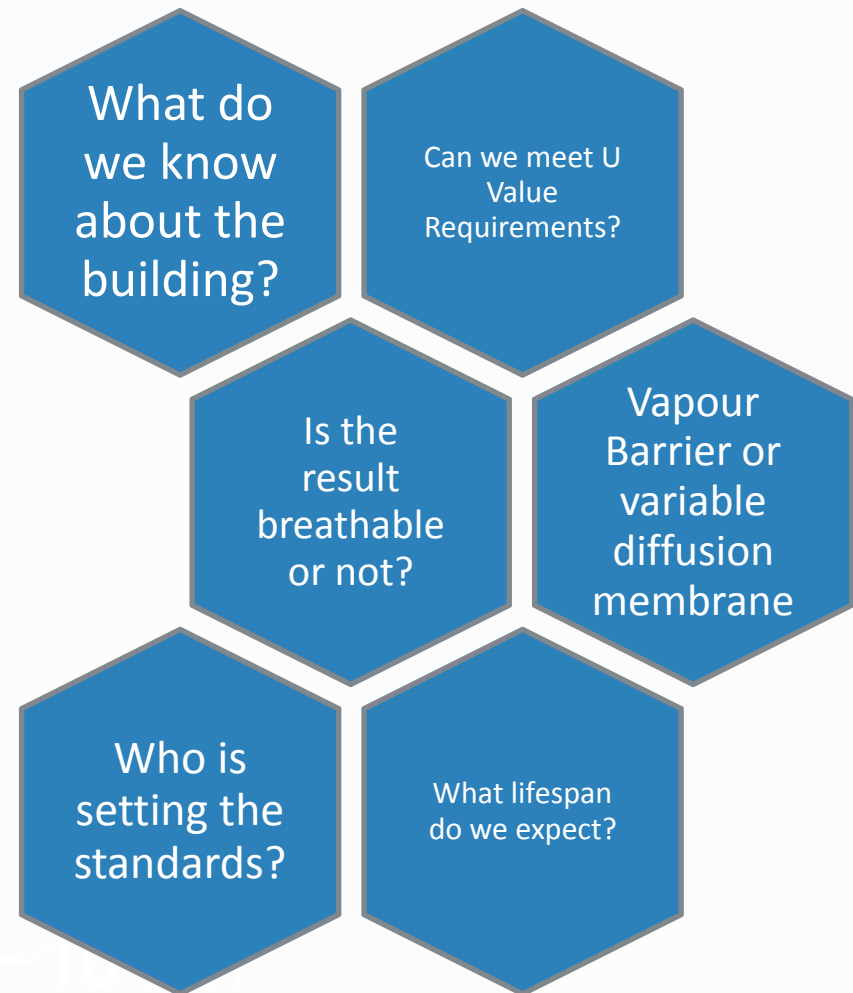 What do
we know
about the
building?
Can we meet U
Value
Requirements?
Is the
result
breathable
or not?
Vapour
Barrier or
variable
diffusion
membrane
Who is
setting the
standards?
What lifespan
do we expect?